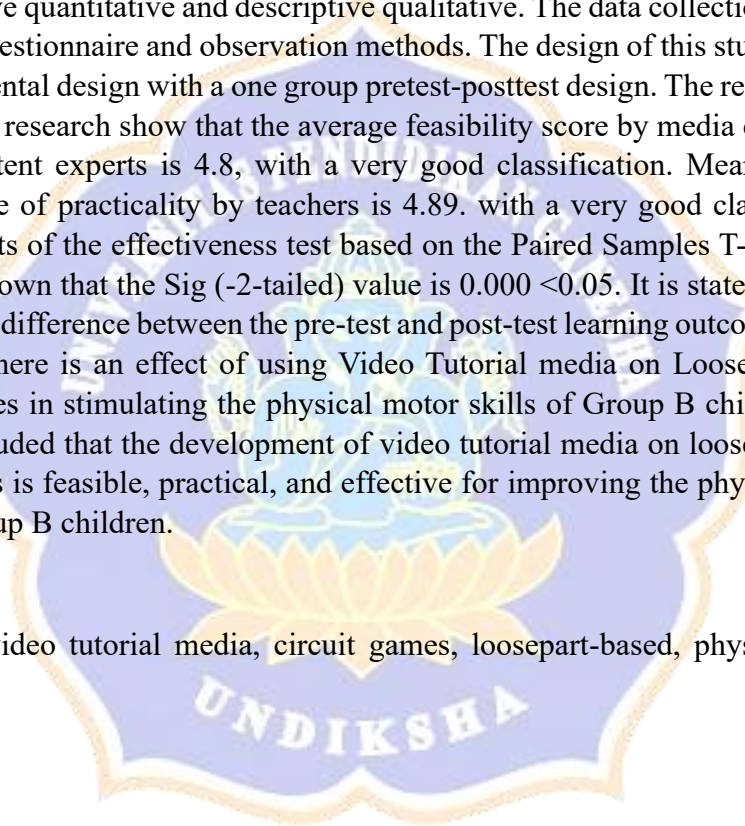 ve quantitative and descriptive qualitative. The data collection
estionnaire and observation methods. The design of this stu
ental design with a one group pretest-posttest design. The re
research show that the average feasibility score by media
tent experts is 4.8, with a very good classification. Mean
e of practicality by teachers is 4.89. with a very good cla
ts of the effectiveness test based on the Paired Samples T-
own that the Sig (-2-tailed) value is 0.000 <0.05. It is state
difference between the pre-test and post-test learning outco
here is an effect of using Video Tutorial media on Loose
es in stimulating the physical motor skills of Group B chi
uded that the development of video tutorial media on loose
s is feasible, practical, and effective for improving the phy
up B children.
video tutorial media, circuit games, loosepart-based, phys
UNIVERSITAS PENDIDIKAN GANESHA
UNDIKSHA